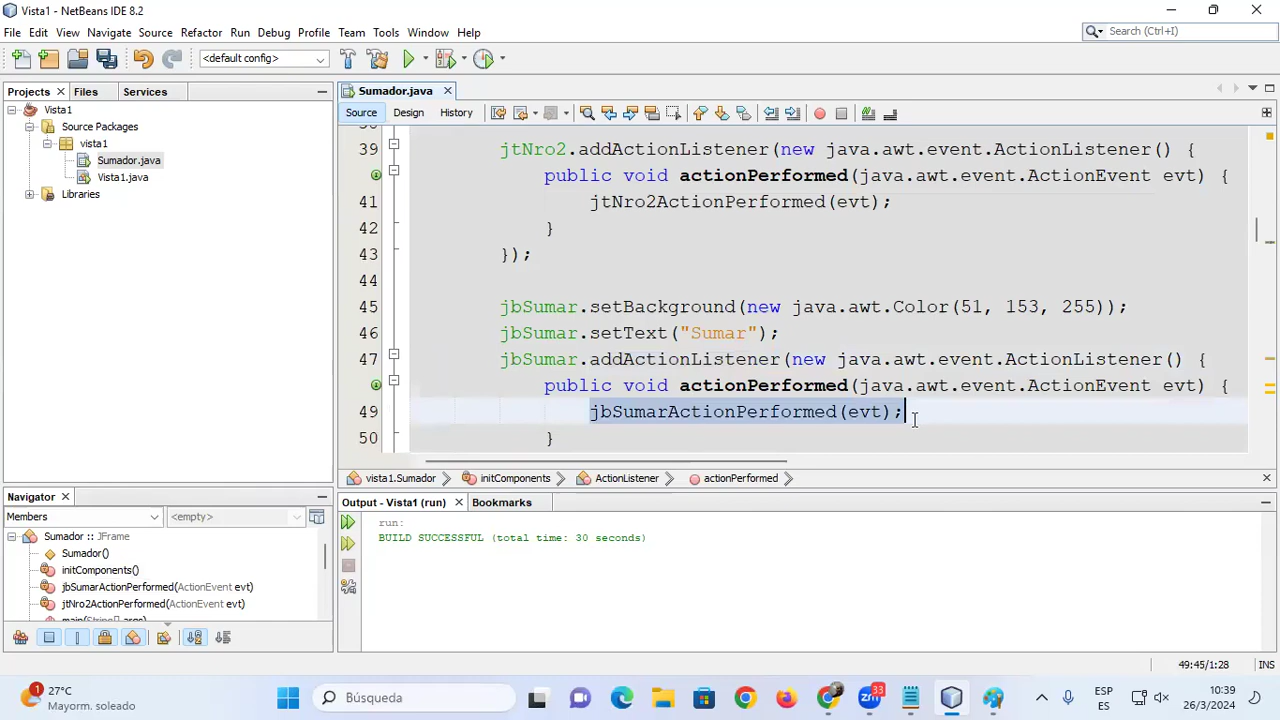 Vista1 - NetBeans IDE 8.2
File Edit View Navigate Source Refactor Run Debug Profile Team Tools Window Help
Search (Ctrl+I)
<default config>
Projects Files Services
Sumador.java
Source Design History
Vista1
Source Packages
vista1
Sumador.java
Vista1.java
Libraries
39 jtNro2.addActionListener(new java.awt.event.ActionListener() {
public void actionPerformed(java.awt.event.ActionEvent evt) {
41 jtNro2ActionPerformed(evt);
42 }
43 });
44
45 jbSumar.setBackground(new java.awt.Color(51, 153, 255));
46 jbSumar.setText("Sumar");
47 jbSumar.addActionListener(new java.awt.event.ActionListener() {
public void actionPerformed(java.awt.event.ActionEvent evt) {
49 jbSumarActionPerformed(evt);
50 }
vista1.Sumador initComponents ActionListener actionPerformed
Navigator
Members <empty>
Sumador :: JFrame
Sumador()
initComponents()
jbSumarActionPerformed(ActionEvent evt)
jtNro2ActionPerformed(ActionEvent evt)
main(String[] args)
Output - Vista1 (run) Bookmarks
run:
BUILD SUCCESSFUL (total time: 30 seconds)
49:45/1:28 INS
1
27°C
Mayorm. soleado
Búsqueda
33
ESP
ES
10:39
26/3/2024